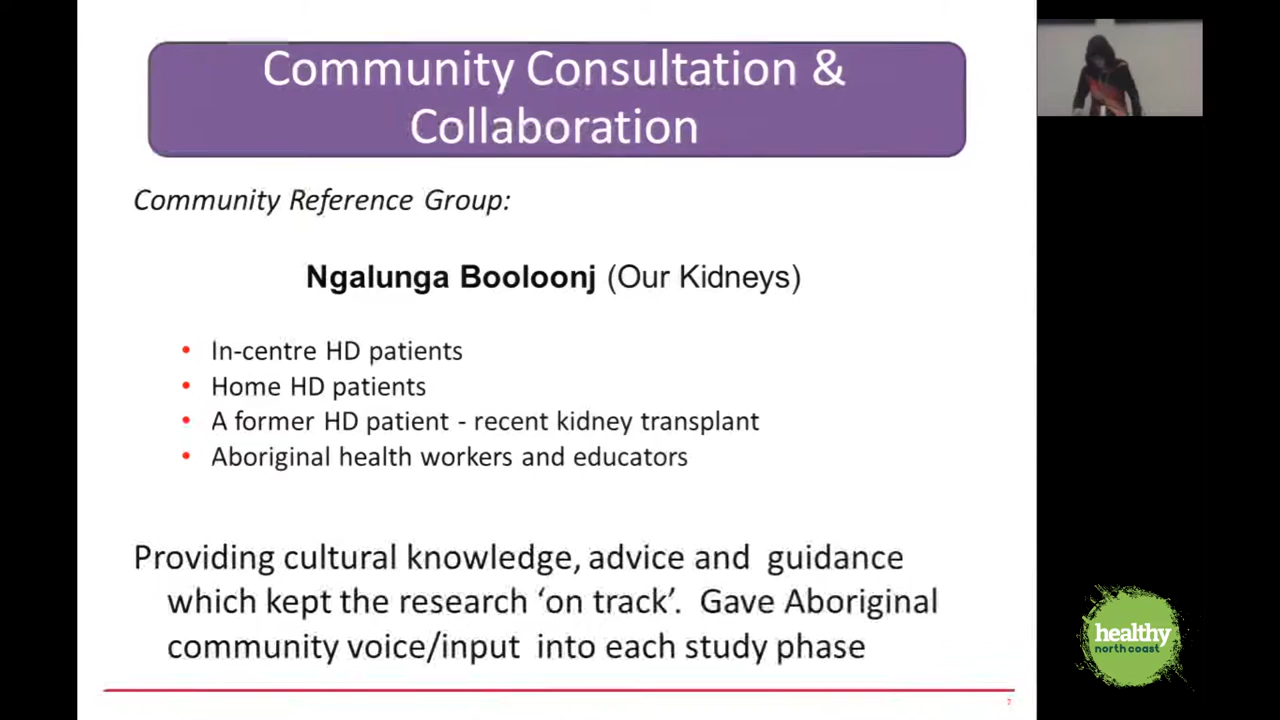 Community Consultation &
Collaboration
Community Reference Group:
Ngalunga Booloonj (Our Kidneys)
• In-centre HD patients
• Home HD patients
• A former HD patient - recent kidney transplant
• Aboriginal health workers and educators
Providing cultural knowledge, advice and guidance
which kept the research ‘on track’. Gave Aboriginal
community voice/input into each study phase
healthy
north coast